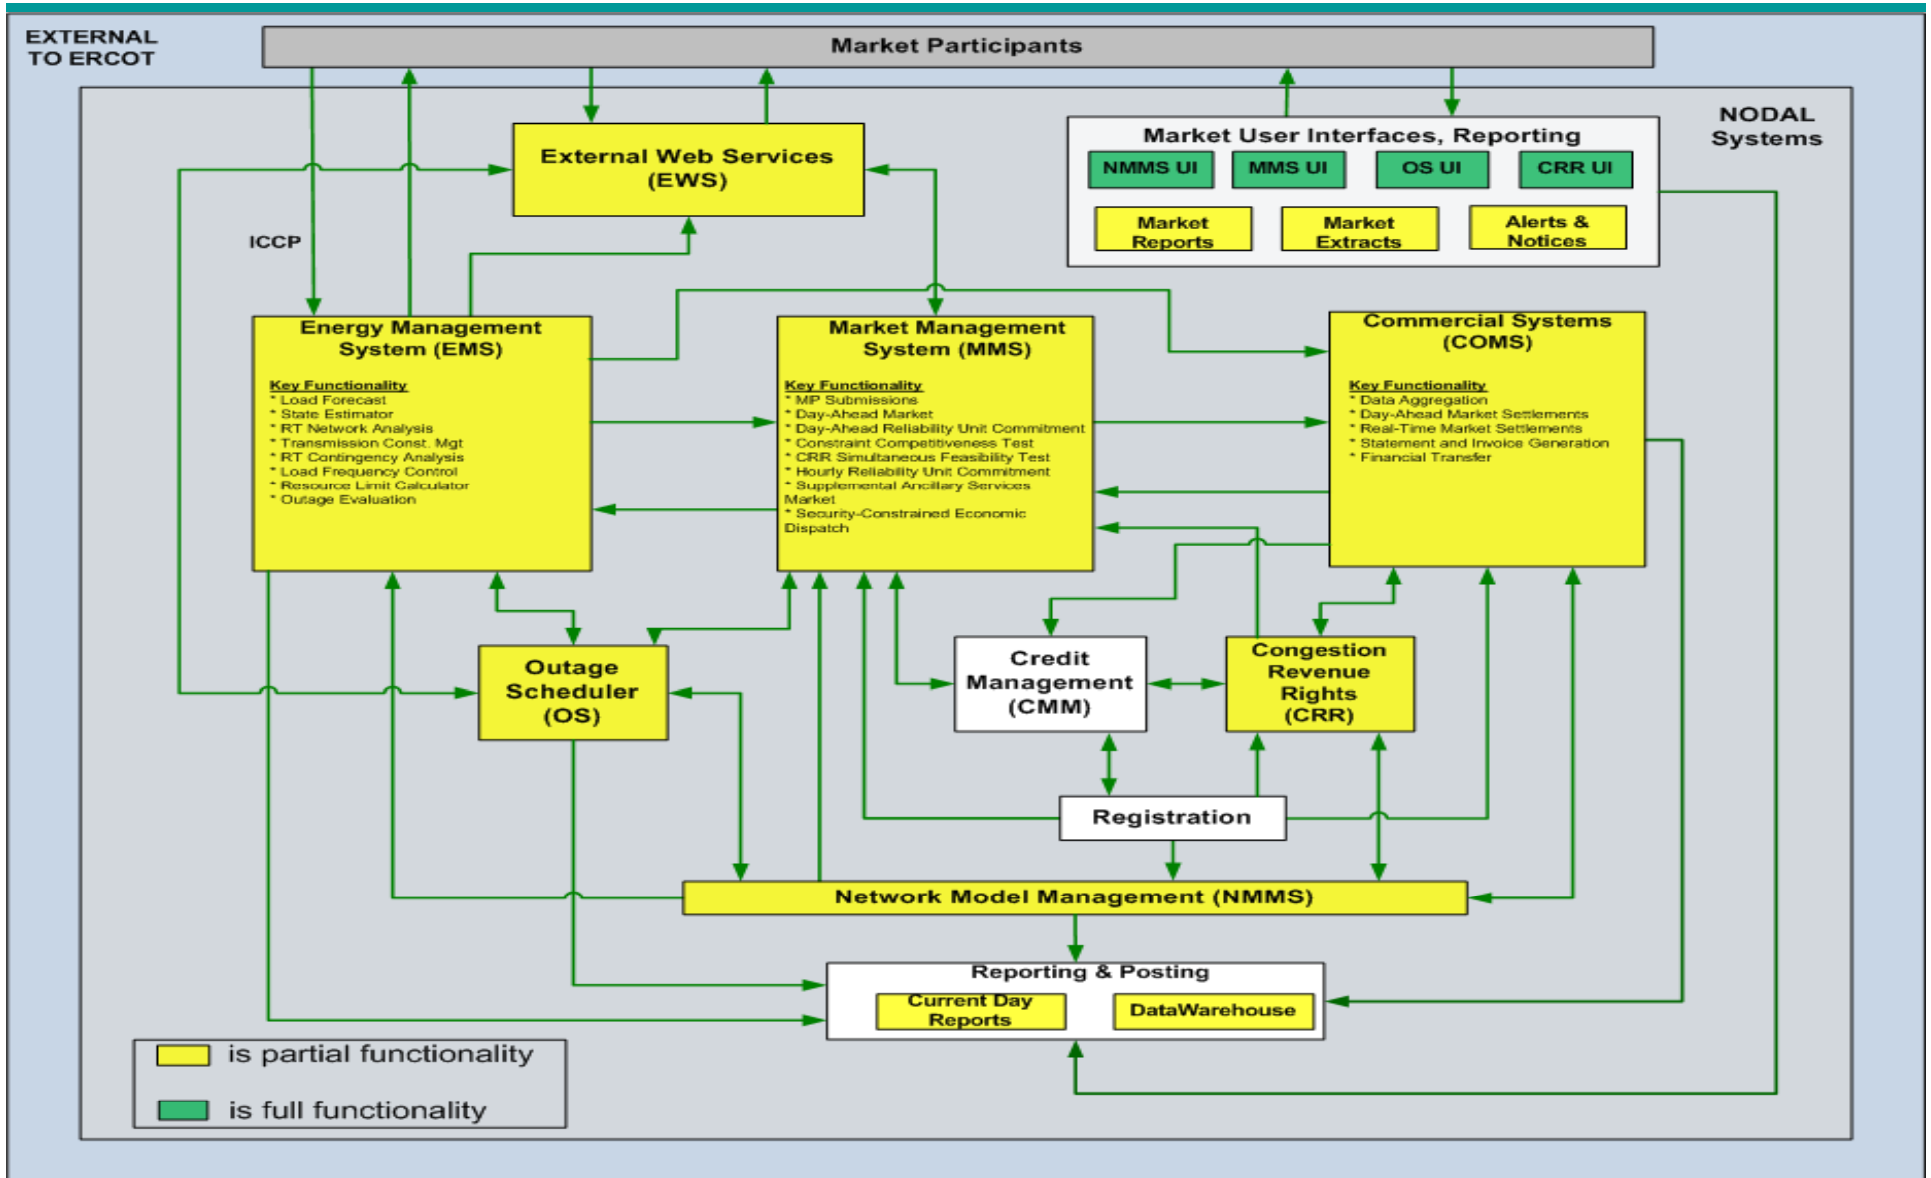 EXTERNAL
TO ERCOT
Market Participants
NODAL
Systems
External Web Services
(EWS)
Market User Interfaces, Reporting
NMMS UI
MMS UI
OS UI
CRR UI
Market
Reports
Market
Extracts
Alerts &
Notices
ICCP
Energy Management
System (EMS)
Key Functionality
* Load Forecast
* State Estimator
* RT Network Analysis
* Transmission Const. Mgt
* RT Contingency Analysis
* Load Frequency Control
* Resource Limit Calculator
* Outage Evaluation
Market Management
System (MMS)
Key Functionality
* MP Submissions
* Day-Ahead Market
* Day-Ahead Reliability Unit Commitment
* Constraint Competitiveness Test
* CRR Simultaneous Feasibility Test
* Hourly Reliability Unit Commitment
* Supplemental Ancillary Services
Market
* Security-Constrained Economic
Dispatch
Commercial Systems
(COMS)
Key Functionality
* Data Aggregation
* Day-Ahead Market Settlements
* Real-Time Market Settlements
* Statement and Invoice Generation
* Financial Transfer
Outage
Scheduler
(OS)
Credit
Management
(CMM)
Congestion
Revenue
Rights
(CRR)
Registration
Network Model Management (NMMS)
Reporting & Posting
Current Day
Reports
DataWarehouse
is partial functionality
is full functionality